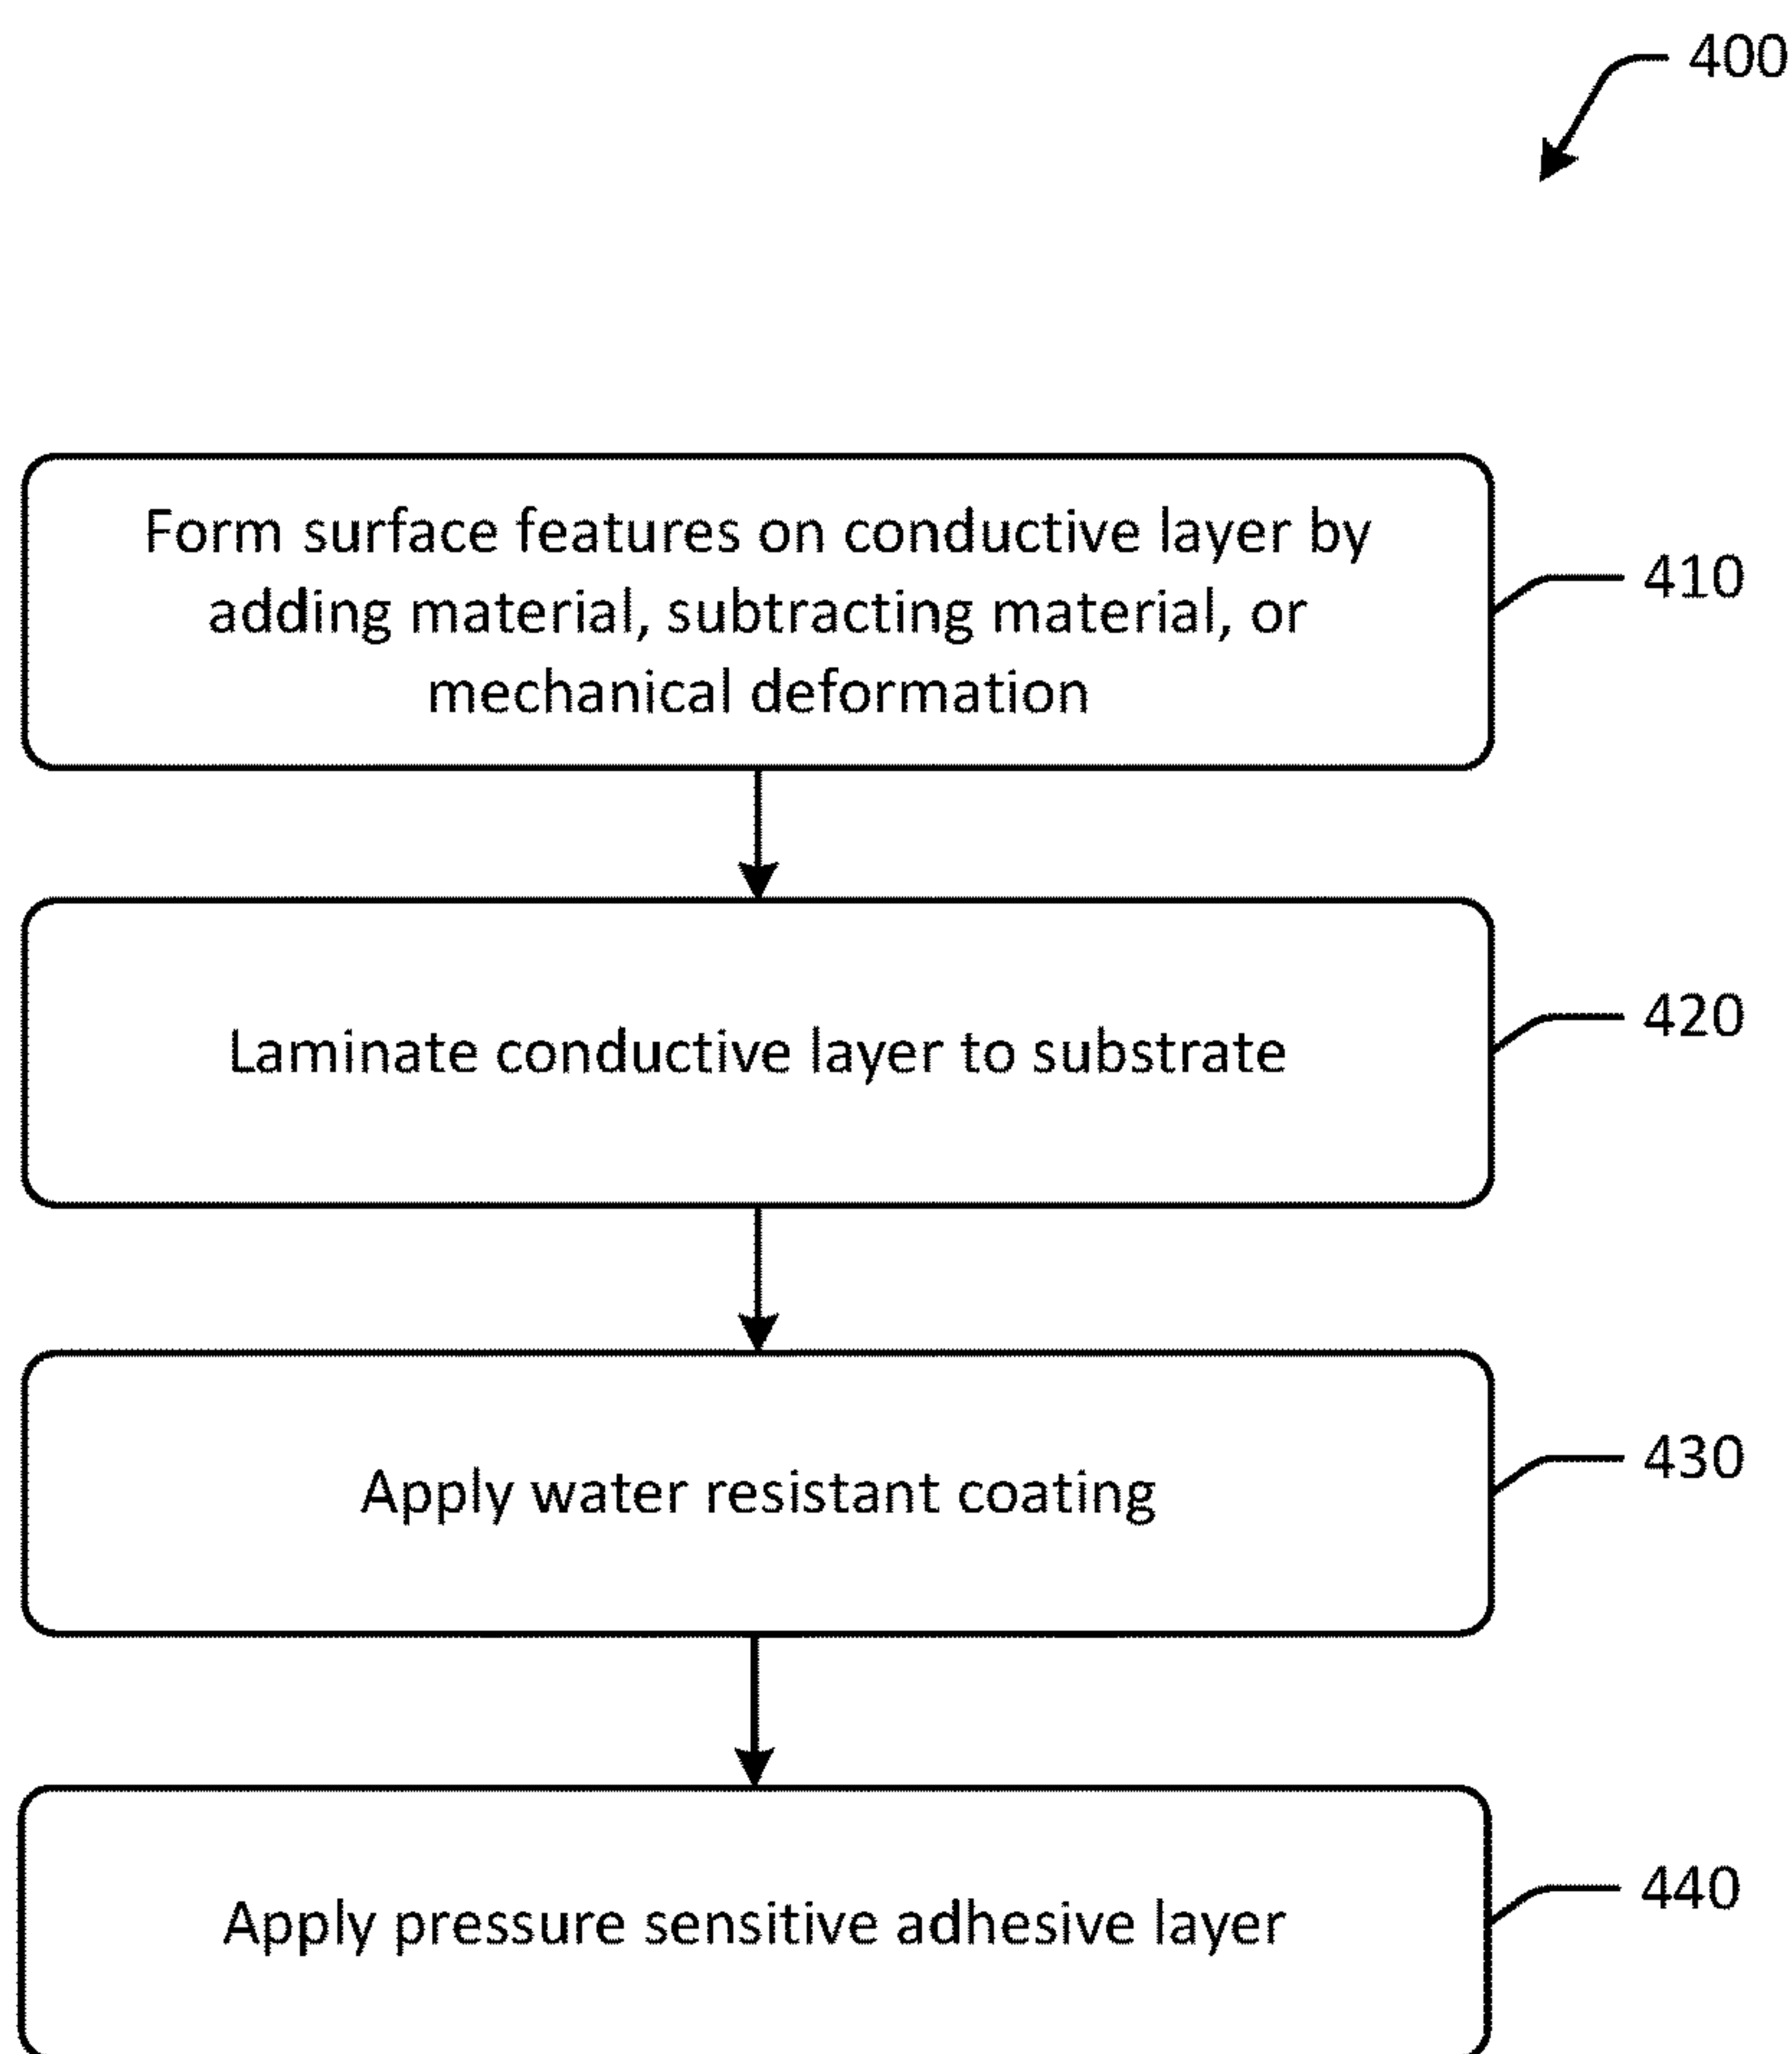 400
Form surface features on conductive layer by
adding material, subtracting material, or
mechanical deformation
410
Laminate conductive layer to substrate
420
Apply water resistant coating
430
Apply pressure sensitive adhesive layer
440